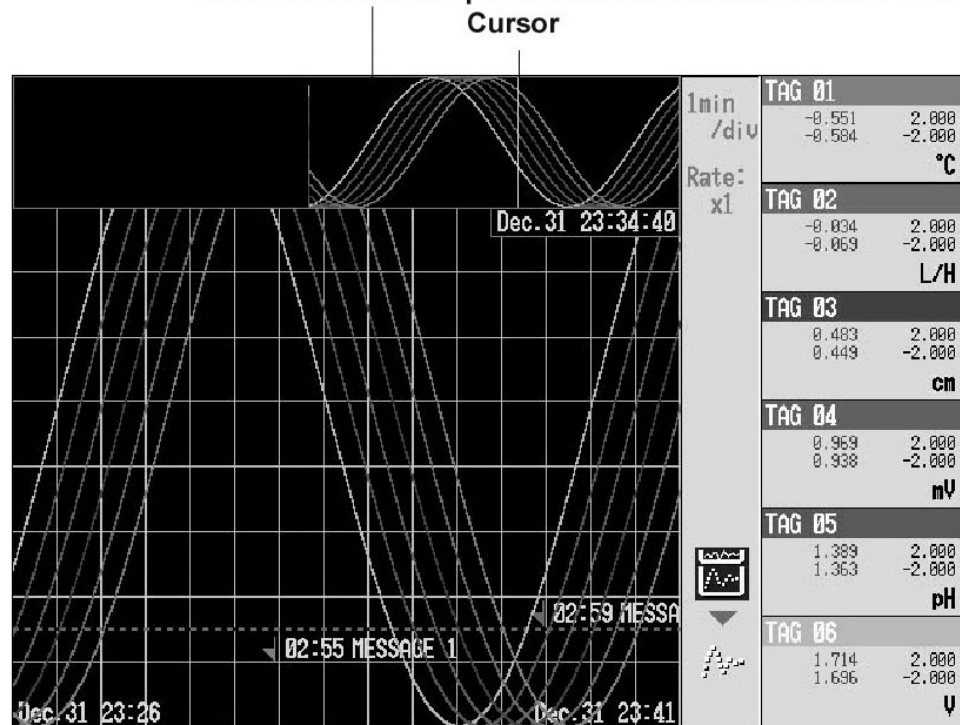 Cursor
1min
/div
Rate:
x1
Dec.31 23:34:40
02:59 MESSA
02:55 MESSAGE 1
Dec.31 23:26
Dec.31 23:41
TAG 01
-0.551 2.000
-0.584 -2.000
°C
TAG 02
-0.034 2.000
-0.069 -2.000
L/H
TAG 03
0.483 2.000
0.449 -2.000
cm
TAG 04
0.969 2.000
0.938 -2.000
mV
TAG 05
1.389 2.000
1.363 -2.000
pH
TAG 06
1.714 2.000
1.696 -2.000
V